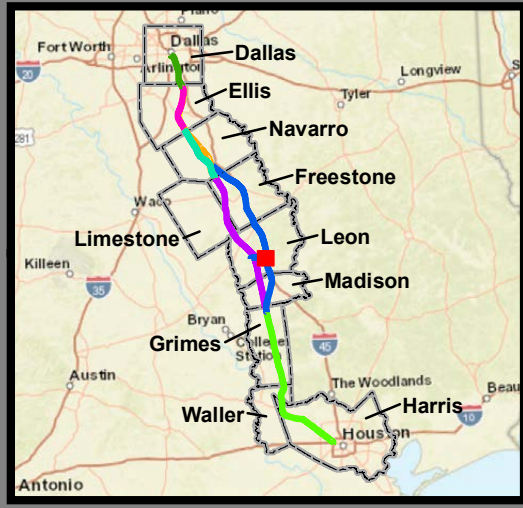 Plano
Fort Worth
Dallas
Dallas
Arlington
20
Ellis
Longview
Tyler
Navarro
281
Freestone
Waco
Limestone
Leon
Killeen
Madison
35
Bryan
Grimes
College
Station
45
Austin
The Woodlands
Beau
Waller
Harris
10
Houston
Antonio